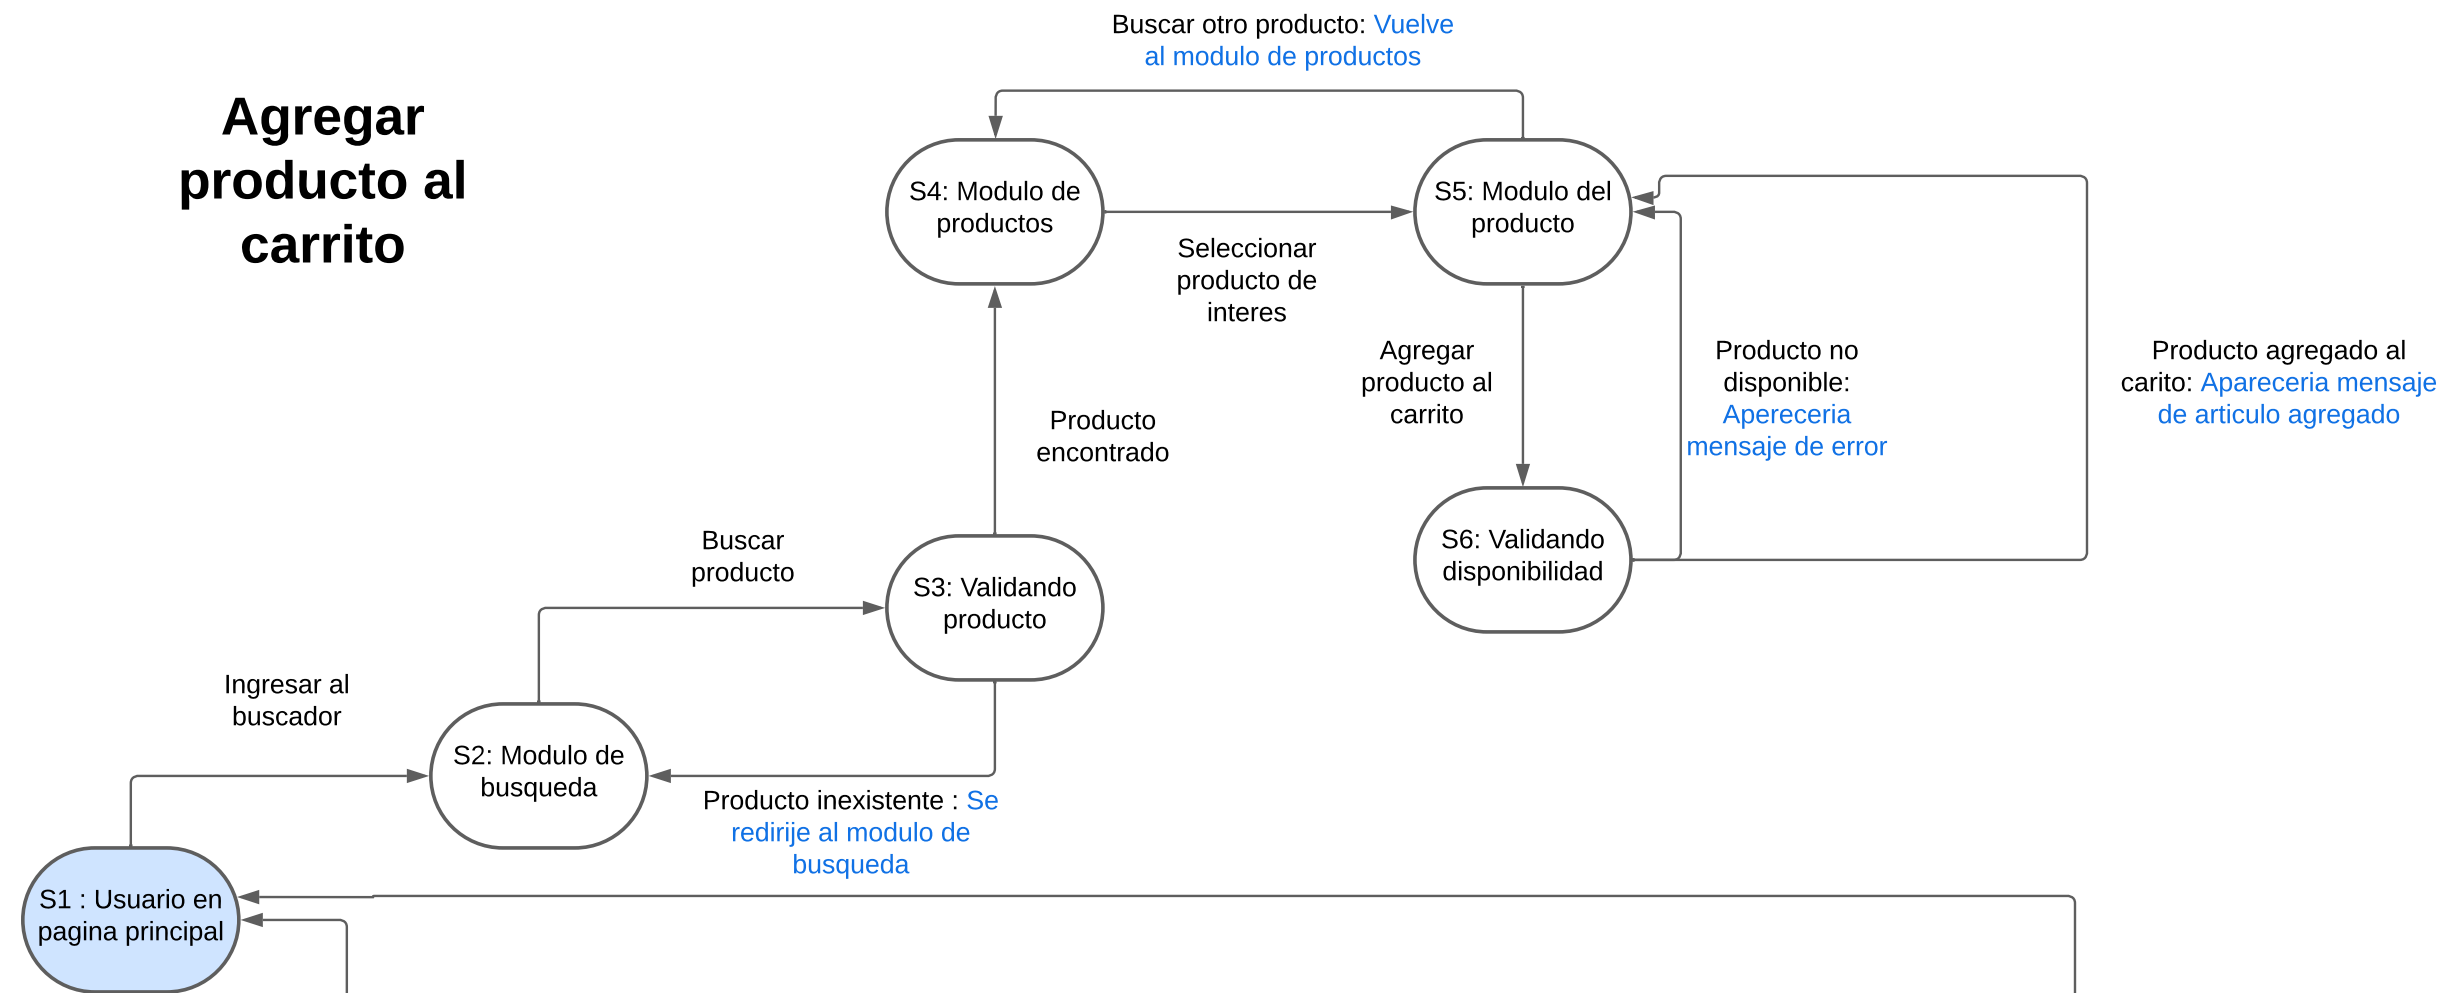 Buscar otro producto: Vuelve
al modulo de productos
Agregar
producto al
carrito
S4: Modulo de
productos
S5: Modulo del
producto
Seleccionar
producto de
interes
Agregar
producto al
carrito
Producto no
disponible:
Apereceria
mensaje de error
Producto agregado al
carito: Apareceria mensaje
de articulo agregado
Producto
encontrado
Buscar
producto
S3: Validando
producto
S6: Validando
disponibilidad
Ingresar al
buscador
S2: Modulo de
busqueda
Producto inexistente : Se
redirije al modulo de
busqueda
S1 : Usuario en
pagina principal